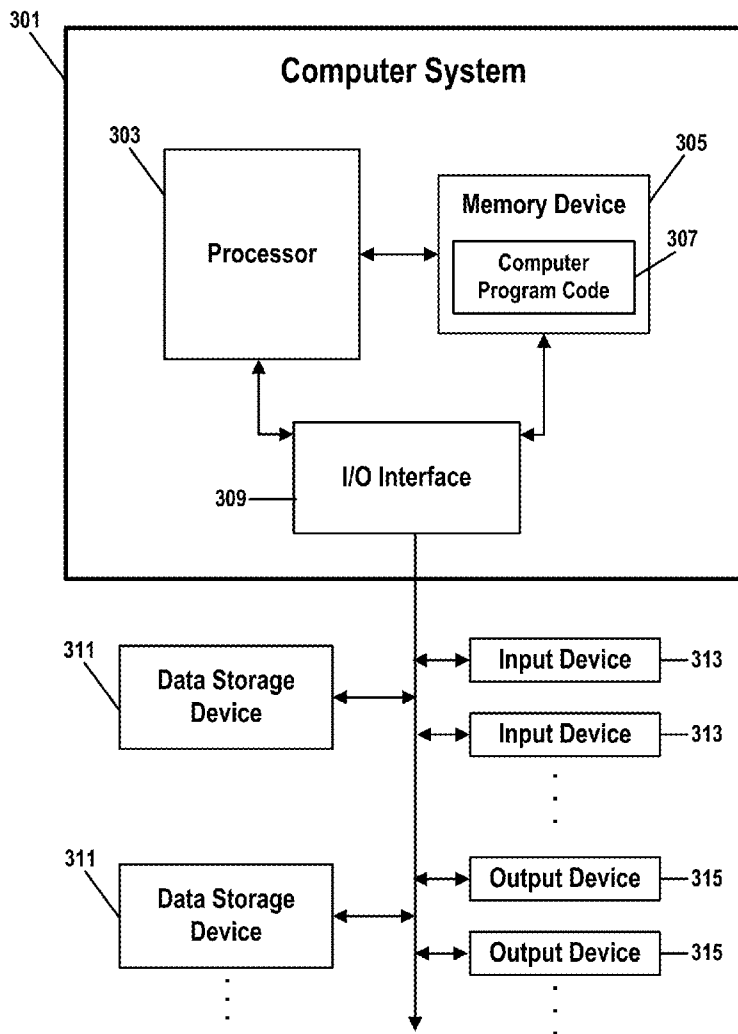 301
Computer System
303
305
Memory Device
307
Processor
Computer
Program Code
I/O Interface
309
311
Data Storage
Device
Input Device
313
Input Device
313
311
Data Storage
Device
Output Device
315
Output Device
315